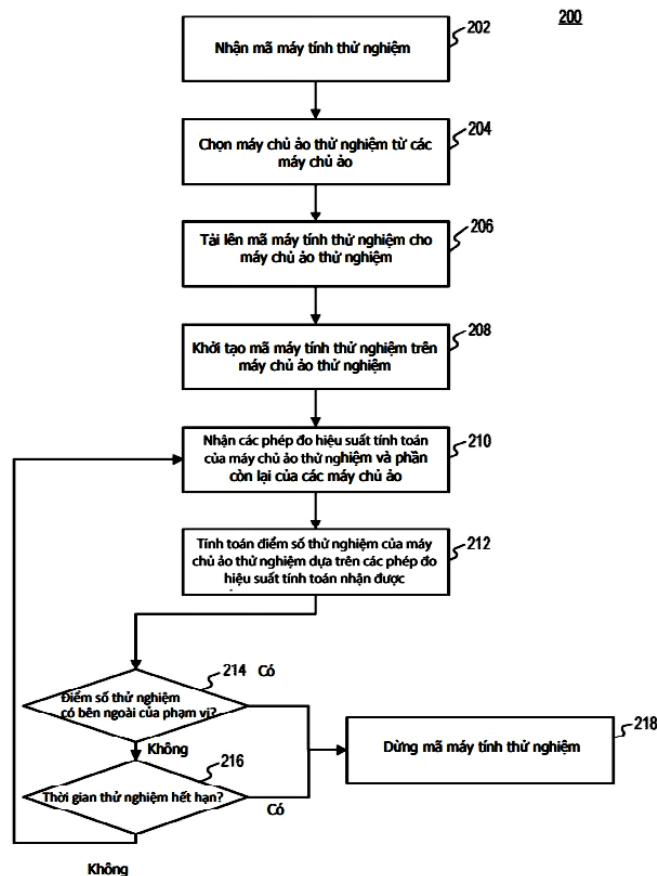 200
202
Nhận mã máy tính thử nghiệm
204
Chọn máy chủ ảo thử nghiệm từ các
máy chủ ảo
206
Tải lên mã máy tính thử nghiệm cho
máy chủ ảo thử nghiệm
208
Khởi tạo mã máy tính thử nghiệm trên
máy chủ ảo thử nghiệm
Nhận các phép đo hiệu suất tính toán
của máy chủ ảo thử nghiệm và phần
còn lại của các máy chủ ảo
210
Tính toán điểm số thử nghiệm của máy
chủ ảo thử nghiệm dựa trên các phép đo
hiệu suất tính toán nhận được
212
214 Có
Điểm số thử nghiệm
có bên ngoài của phạm vi?
Không
216
Thời gian thử nghiệm hết hạn?
Có
Không
218
Dừng mã máy tính thử nghiệm